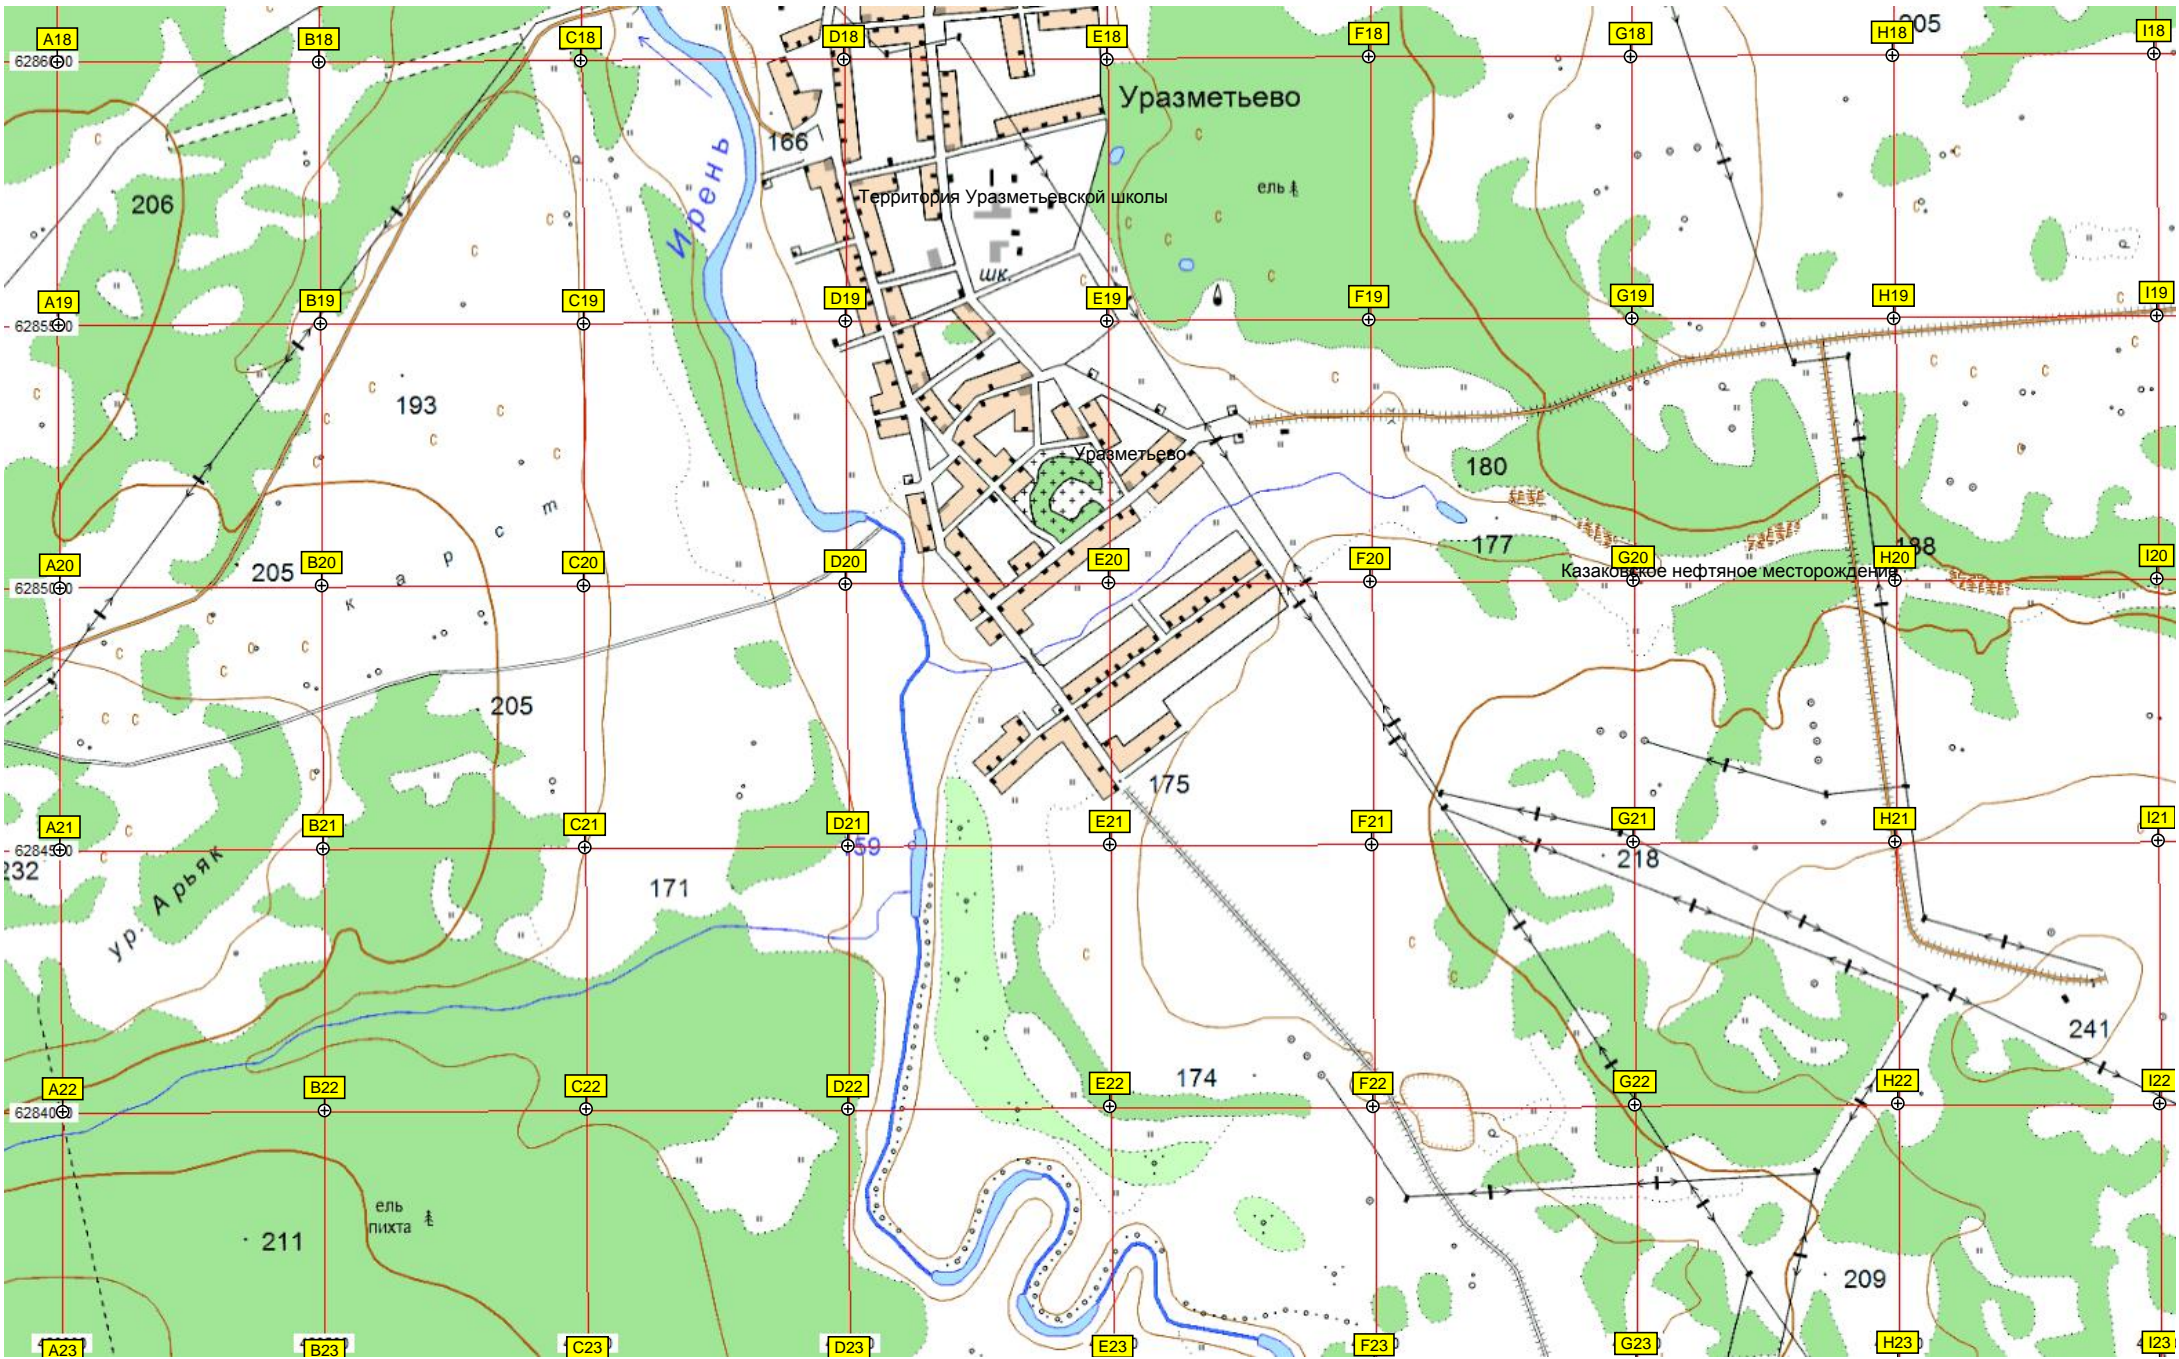 A18 B18 C18 D18 E18 F18 G18 H18 I18
205
Уразметьево
166
Ирень
ель
206
Территория Уразметьевской школы
шк.
A19 B19 C19 D19 E19 F19 G19 H19 I19
193
Уразметьево
180
карст
177
A20 B20 C20 D20 E20 F20 G20 H20 I20
205
Казаковское нефтяное месторождение
205
175
A21 B21 C21 D21 E21 F21 G21 H21 I21
218
232
171
ур. Арьяк
241
174
A22 B22 C22 D22 E22 F22 G22 H22 I22
ель
пихта
211
209
A23 B23 C23 D23 E23 F23 G23 H23 I23